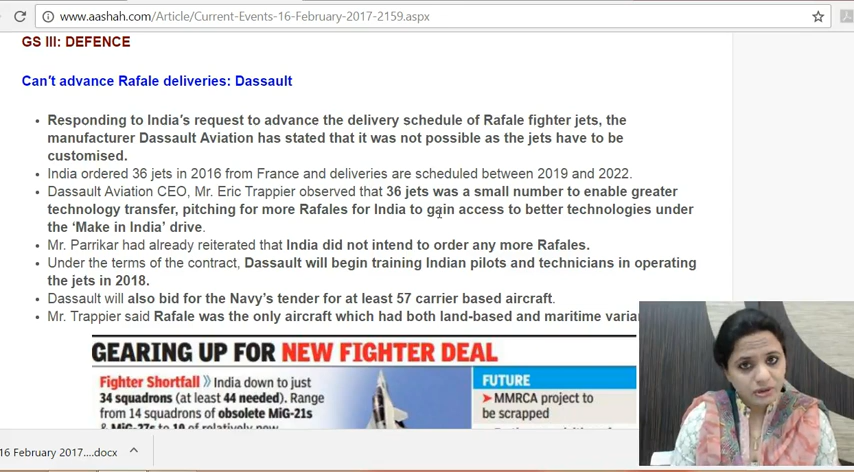 www.aashah.com/Article/Current-Events-16-February-2017-2159.aspx
GS III: DEFENCE
Can't advance Rafale deliveries: Dassault
• Responding to India's request to advance the delivery schedule of Rafale fighter jets, the
manufacturer Dassault Aviation has stated that it was not possible as the jets have to be
customised.
• India ordered 36 jets in 2016 from France and deliveries are scheduled between 2019 and 2022.
• Dassault Aviation CEO, Mr. Eric Trappier observed that 36 jets was a small number to enable greater
technology transfer, pitching for more Rafales for India to gain access to better technologies under
the 'Make in India' drive.
• Mr. Parrikar had already reiterated that India did not intend to order any more Rafales.
• Under the terms of the contract, Dassault will begin training Indian pilots and technicians in operating
the jets in 2018.
• Dassault will also bid for the Navy's tender for at least 57 carrier based aircraft.
• Mr. Trappier said Rafale was the only aircraft which had both land-based and maritime varia
GEARING UP FOR NEW FIGHTER DEAL
Fighter Shortfall » India down to just
34 squadrons (at least 44 needed). Range
from 14 squadrons of obsolete MiG-21s
& MiG-27s to 19 of relatively new
FUTURE
➤ MMRCA project to
be scrapped
16 February 2017....docx